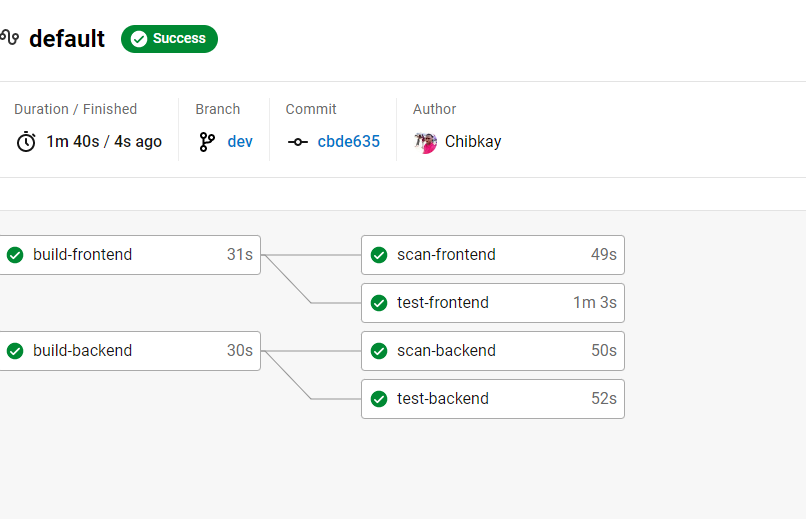 default Success
Duration / Finished Branch Commit Author
1m 40s / 4s ago dev cbde635 Chibkay
build-frontend 31s scan-frontend 49s
test-frontend 1m 3s
build-backend 30s scan-backend 50s
test-backend 52s